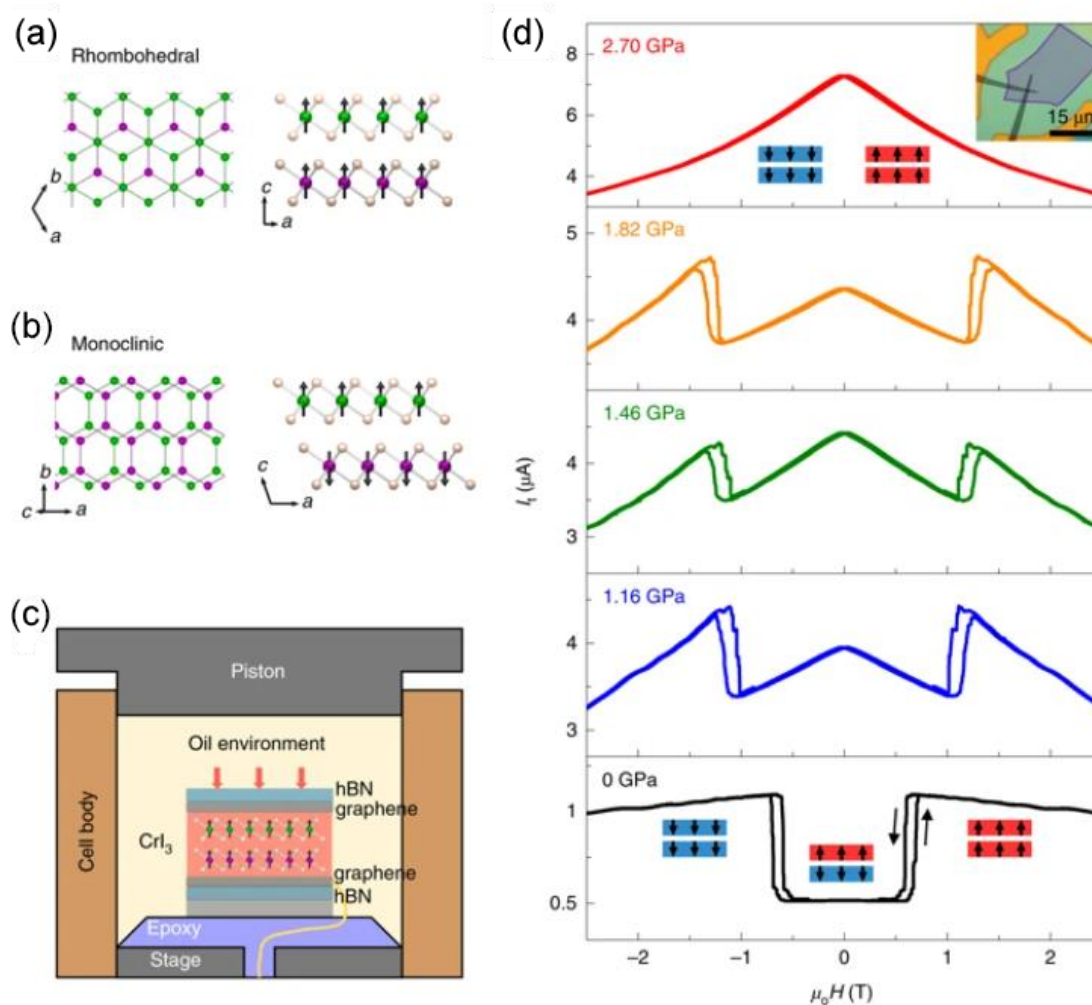 (a)
Rhombohedral
b
a
c
a
(b)
Monoclinic
b
c
a
c
a
(c)
Piston
Oil environment
hBN
graphene
CrI₃
graphene
hBN
Epoxy
Stage
Cell body
(d)
2.70 GPa
15 μm
8
6
4
1.82 GPa
5
4
1.46 GPa
4
3
1.16 GPa
4
3
0 GPa
1
0.5
Iₜ (μA)
−2 −1 0 1 2
μ₀H (T)